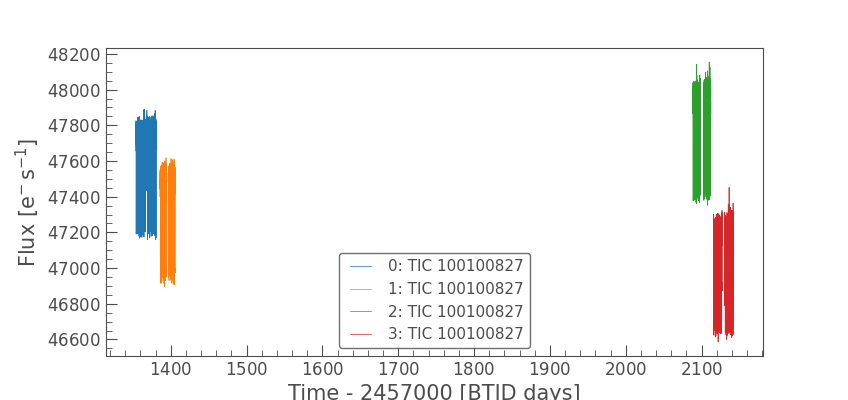 48200
48000
47800
47600
47400
47200
47000
46800
46600
Flux [e⁻ s⁻¹]
0: TIC 100100827
1: TIC 100100827
2: TIC 100100827
3: TIC 100100827
1400 1500 1600 1700 1800 1900 2000 2100
Time - 2457000 [BTJD days]